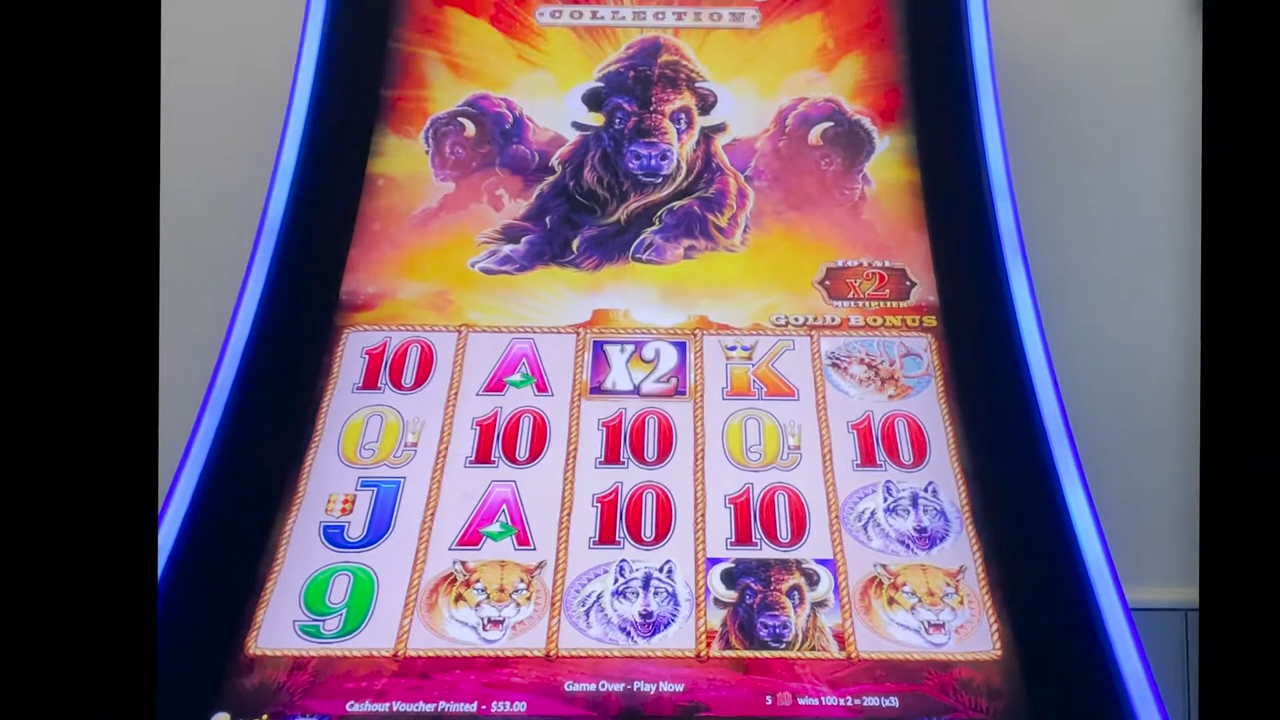 COLLECTION
TOTAL
x2
MULTIPLIER
GOLD BONUS
10 A X2 K
Q 10 10 Q 10
J A 10 10
9
Game Over - Play Now
Cashout Voucher Printed - $53.00
5 10 wins 100 x 2 = 200 (x3)